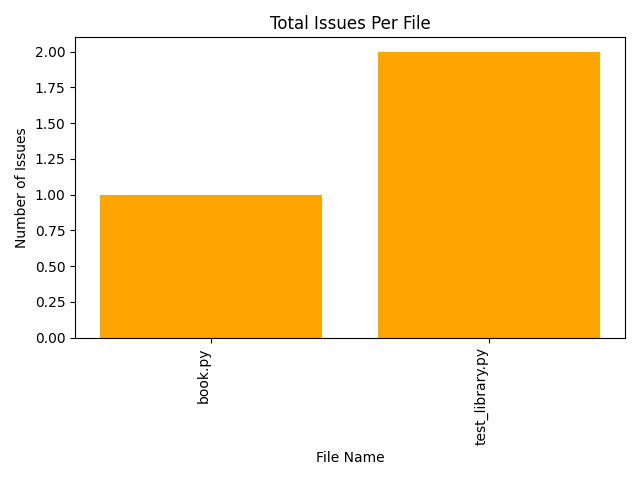 Total Issues Per File
Number of Issues
2.00
1.75
1.50
1.25
1.00
0.75
0.50
0.25
0.00
book.py
test_library.py
File Name